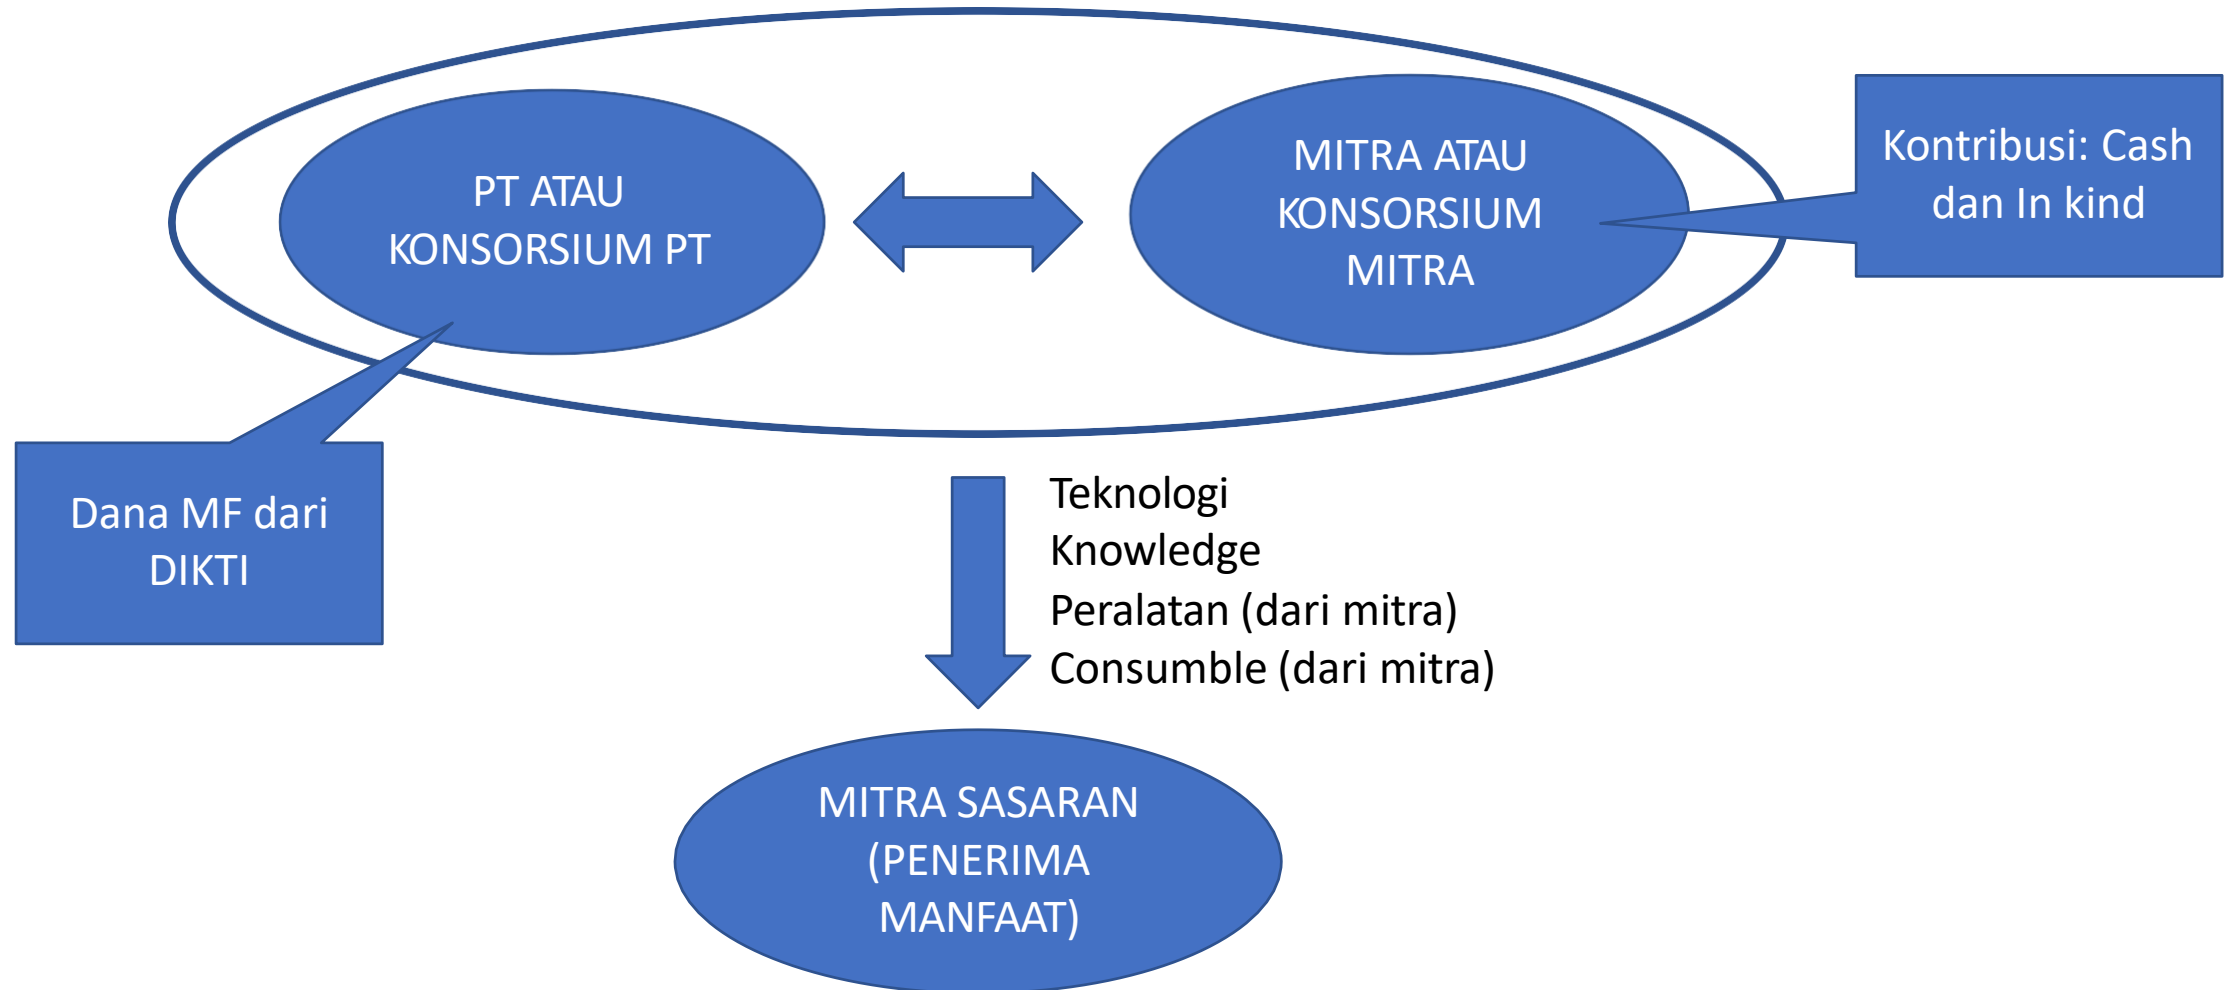 PT ATAU
KONSORSIUM PT
MITRA ATAU
KONSORSIUM
MITRA
Kontribusi: Cash
dan In kind
Dana MF dari
DIKTI
Teknologi
Knowledge
Peralatan (dari mitra)
Consumble (dari mitra)
MITRA SASARAN
(PENERIMA
MANFAAT)